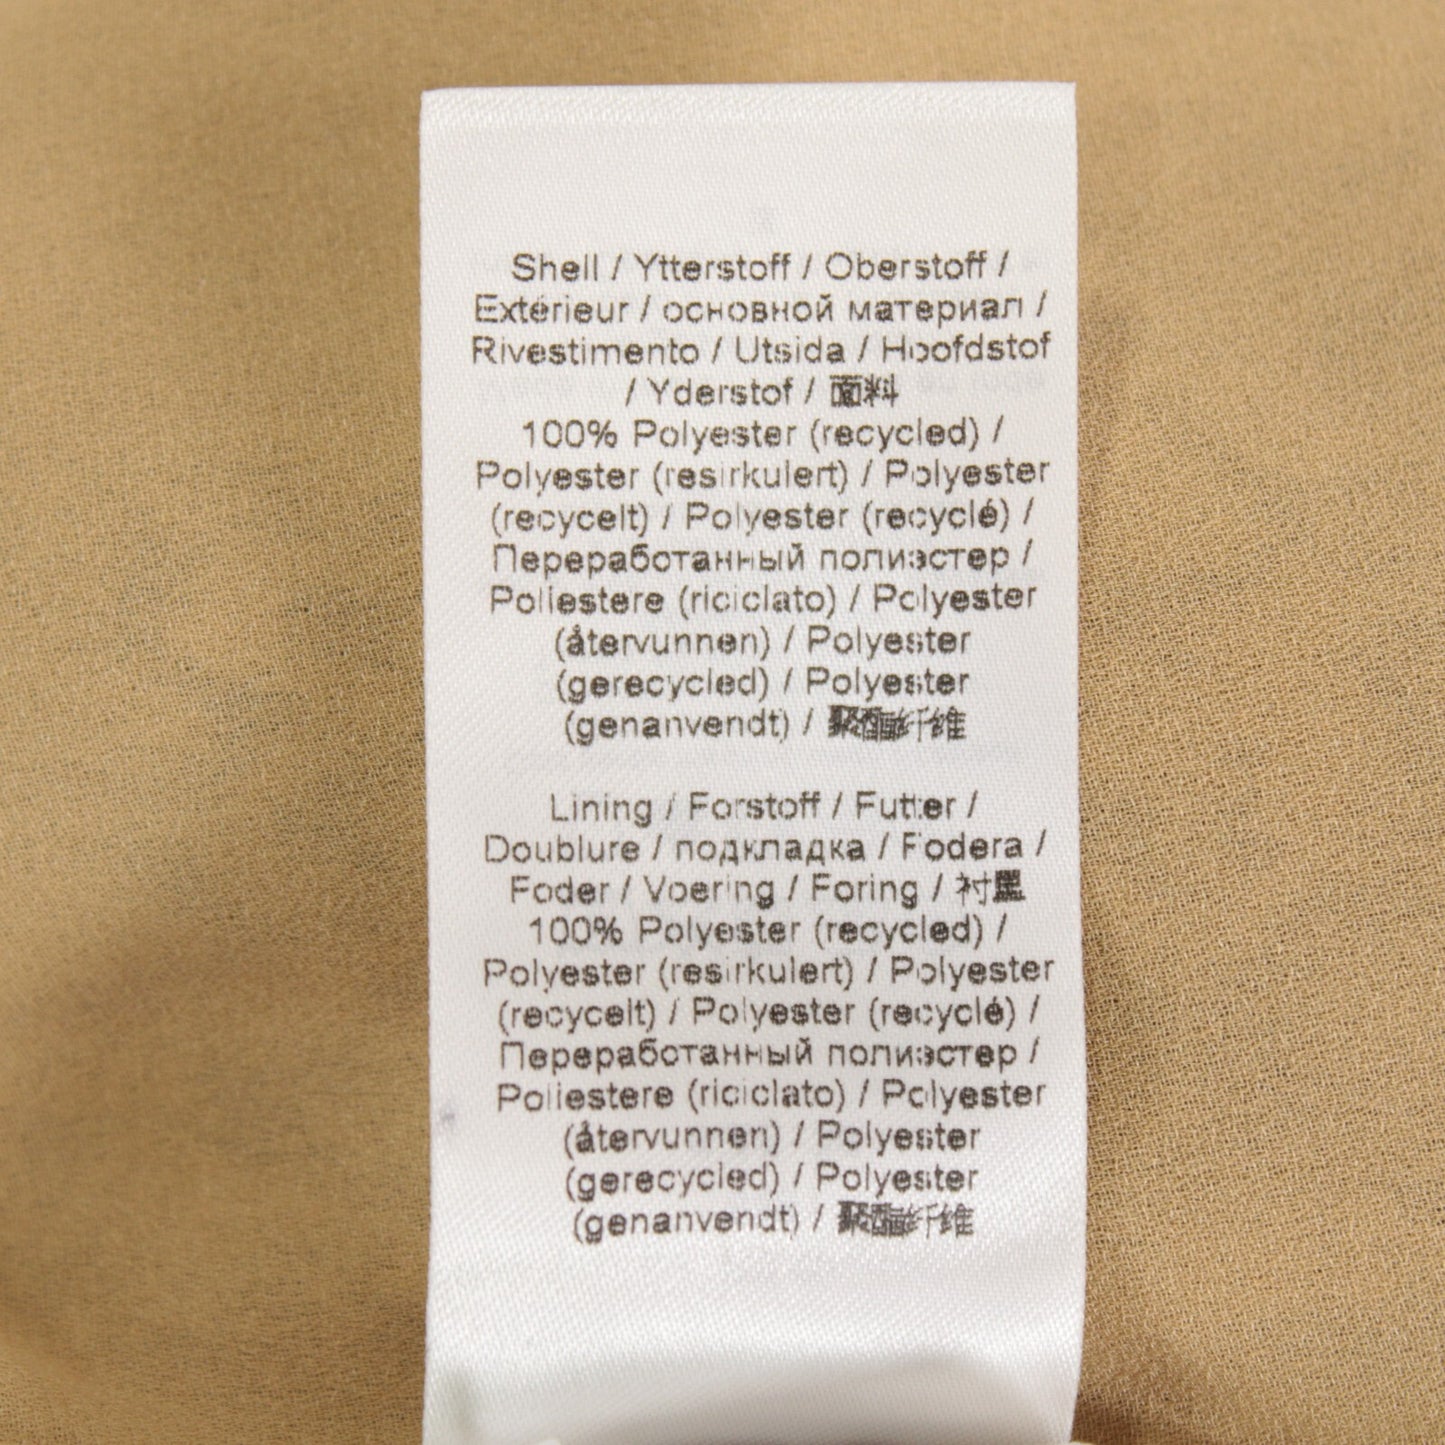 Shell / Ytterstoff / Oberstoff /
Extérieur / основной материал /
Rivestimento / Utsida / Hoofdstof
/ Yderstof / 面料
100% Polyester (recycled) /
Polyester (resirkulert) / Polyester
(recycelt) / Polyester (recyclé) /
Переработанный полиэстер /
Poliestere (riciclato) / Polyester
(återvunnen) / Polyester
(gerecycled) / Polyester
(genanvendt) / 聚酯纤维
Lining / Forstoff / Futter /
Doublure / подкладка / Fodera /
Foder / Voering / Foring / 衬里
100% Polyester (recycled) /
Polyester (resirkulert) / Polyester
(recycelt) / Polyester (recyclé) /
Переработанный полиэстер /
Poliestere (riciclato) / Polyester
(återvunnen) / Polyester
(gerecycled) / Polyester
(genanvendt) / 聚酯纤维